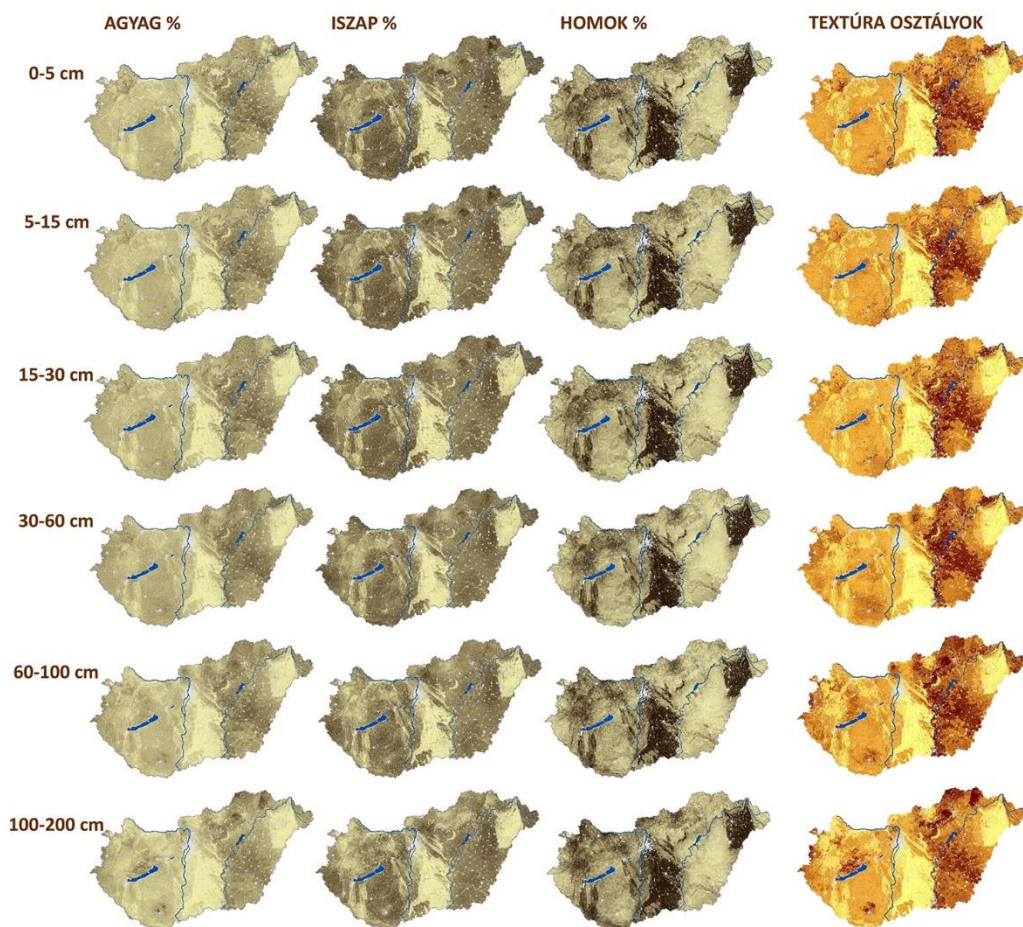 AGYAG %
ISZAP %
HOMOK %
TEXTÚRA OSZTÁLYOK
0-5 cm
5-15 cm
15-30 cm
30-60 cm
60-100 cm
100-200 cm